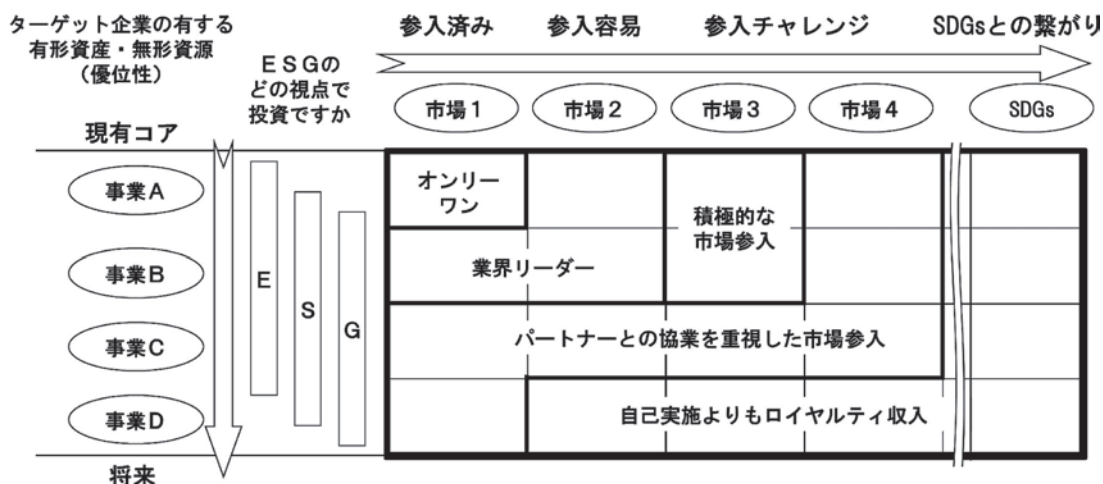 ターゲット企業の有する
有形資産・無形資源
（優位性）
ESGの
どの視点で
投資ですか
参入済み 参入容易 参入チャレンジ SDGsとの繋がり
市場1 市場2 市場3 市場4 SDGs
現有コア
事業A
事業B
事業C
事業D
将来
E
S
G
オンリー
ワン
積極的な
市場参入
業界リーダー
パートナーとの協業を重視した市場参入
自己実施よりもロイヤルティ収入